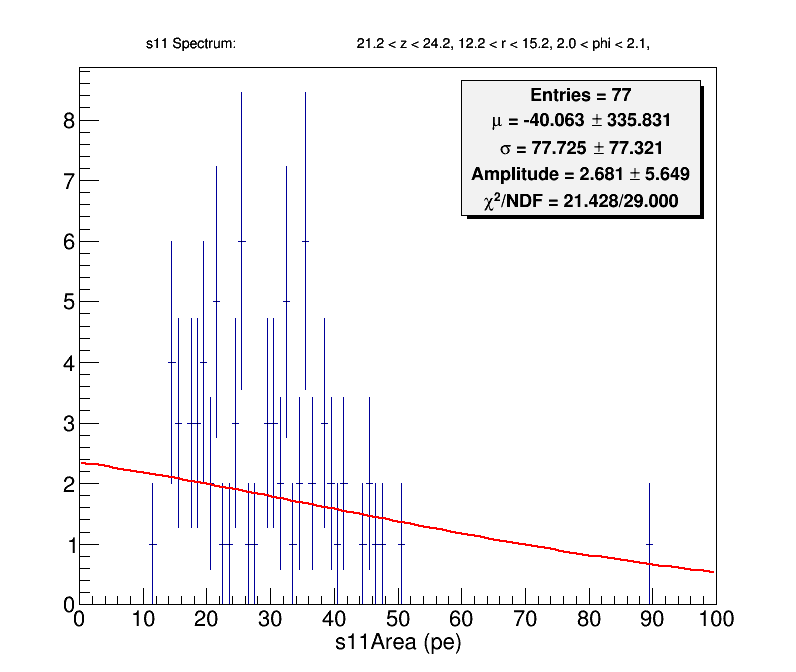 s11 Spectrum: 21.2 < z < 24.2, 12.2 < r < 15.2, 2.0 < phi < 2.1,
Entries = 77
μ = -40.063 ± 335.831
σ = 77.725 ± 77.321
Amplitude = 2.681 ± 5.649
χ²/NDF = 21.428/29.000
8
7
6
5
4
3
2
1
0
0 10 20 30 40 50 60 70 80 90 100
s11Area (pe)